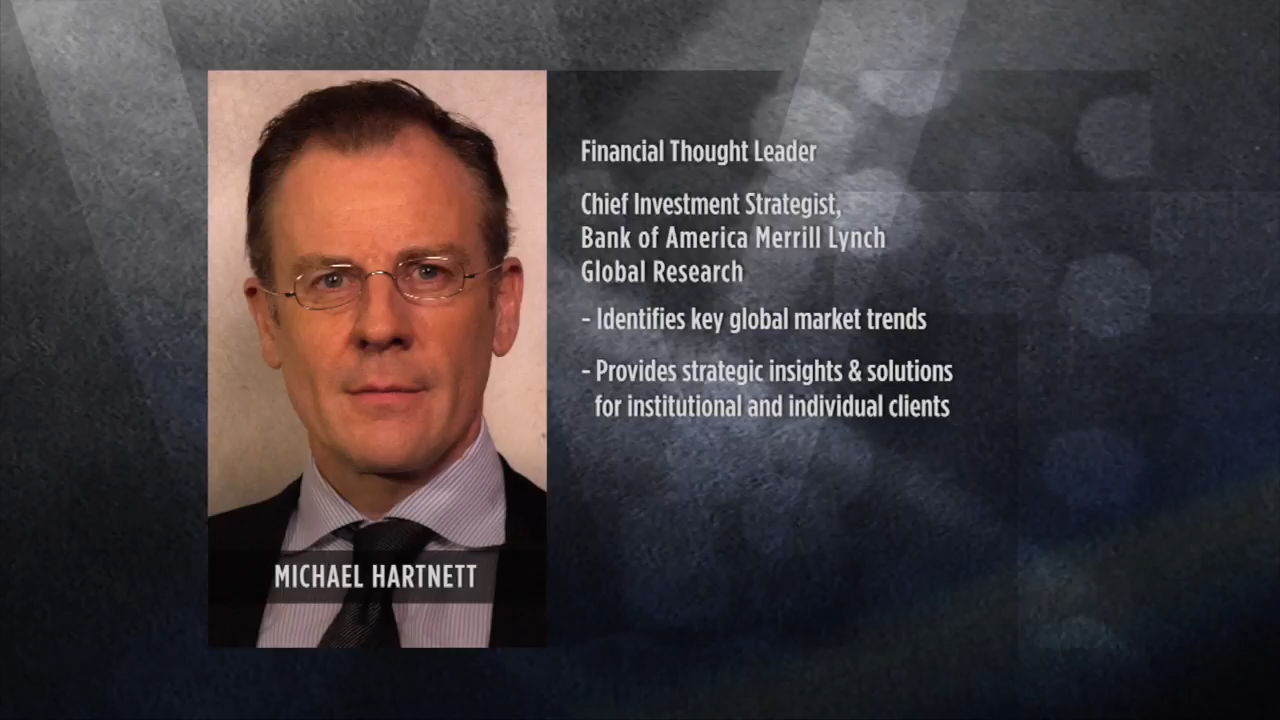 Financial Thought Leader
Chief Investment Strategist,
Bank of America Merrill Lynch
Global Research
- Identifies key global market trends
- Provides strategic insights & solutions
for institutional and individual clients
MICHAEL HARTNETT